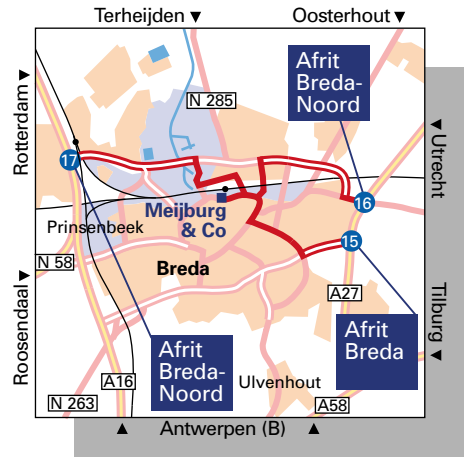 Terheijden
Oosterhout
Afrit
Breda-
Noord
N 285
Rotterdam
Utrecht
17
16
Meijburg
& Co
Prinsenbeek
15
N 58
Breda
A27
Roosendaal
Tilburg
Afrit
Breda
Afrit
Breda-
Noord
A16
Ulvenhout
N 263
A58
Antwerpen (B)